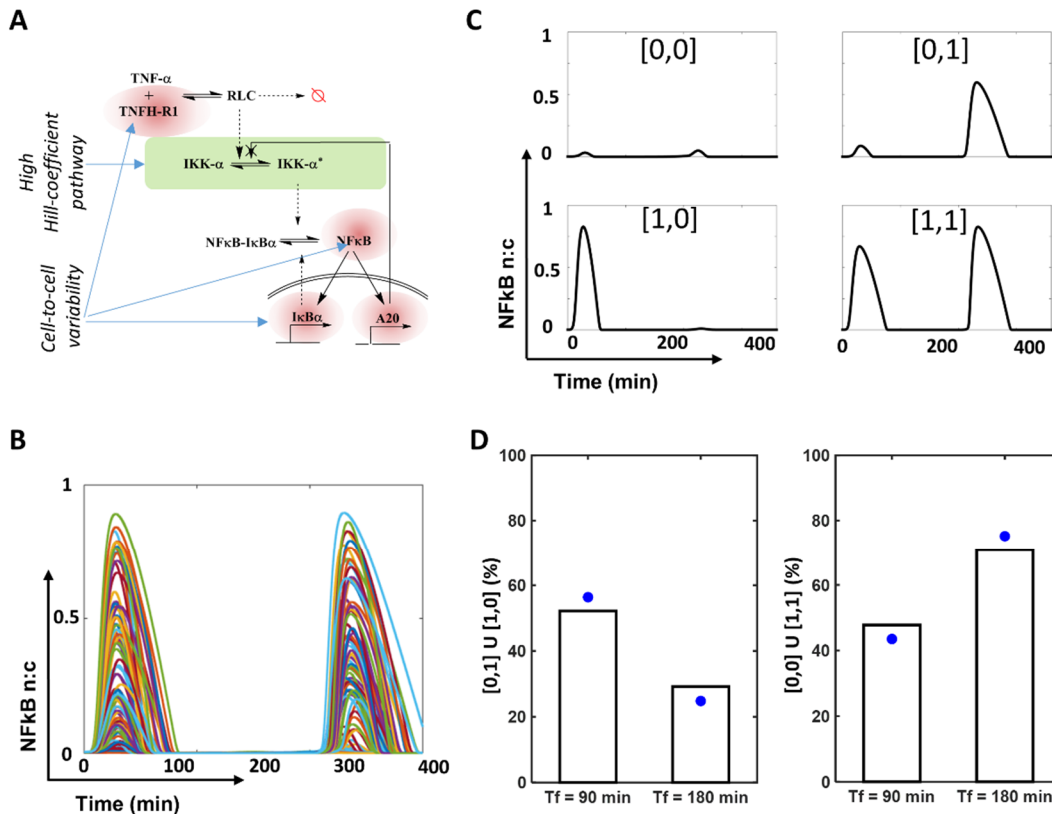 A
TNF-α
+
TNFH-R1
RLC
IKK-α
IKK-α*
High
Hill-coefficient
pathway
NFκB-IκBα
NFκB
Cell-to-cell
variability
IκBα
A20
B
NFkB n:c
1
0.5
0
0
100
200
300
400
Time (min)
C
NFkB n:c
[0,0]
[0,1]
1
0.5
0
[1,0]
[1,1]
1
0.5
0
0
200
400
0
200
400
Time (min)
D
[0,1] U [1,0] (%)
100
80
60
40
20
0
Tf = 90 min
Tf = 180 min
[0,0] U [1,1] (%)
100
80
60
40
20
0
Tf = 90 min
Tf = 180 min